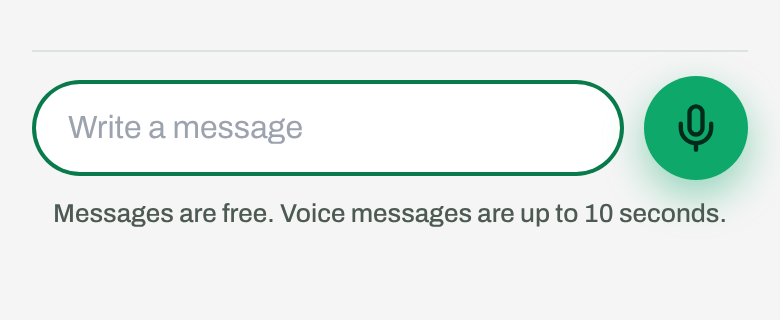 Write a message
Messages are free. Voice messages are up to 10 seconds.